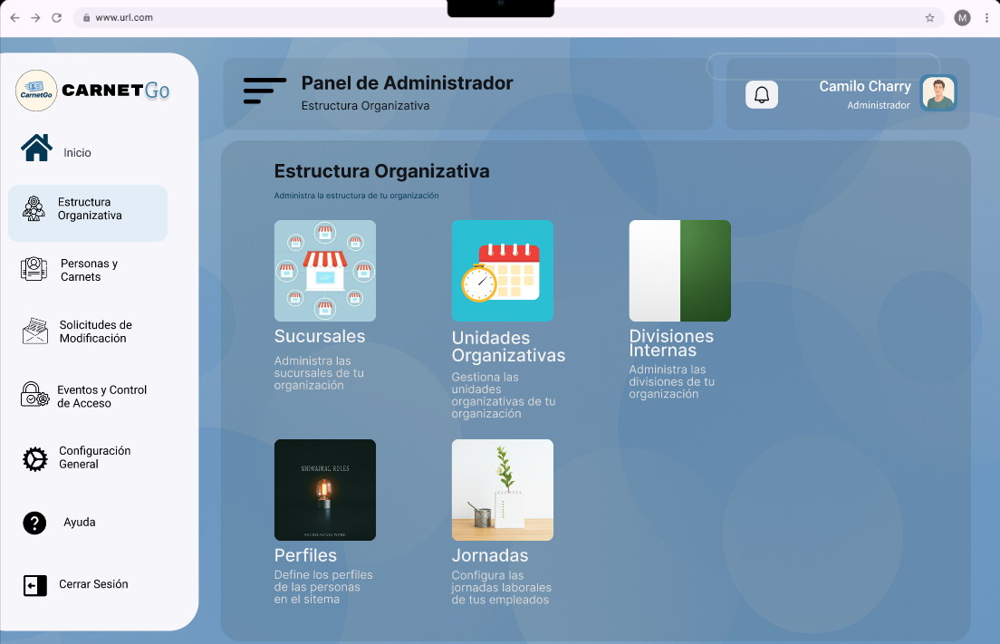 www.url.com
M
CarnetGo
CARNETGo
Inicio
Estructura
Organizativa
Personas y
Carnets
Solicitudes de
Modificación
Eventos y Control
de Acceso
Configuración
General
Ayuda
Cerrar Sesión
Panel de Administrador
Estructura Organizativa
Camilo Charry
Administrador
Estructura Organizativa
Administra la estructura de tu organización
Sucursales
Administra las
sucursales de tu
organización
Unidades
Organizativas
Gestiona las
unidades
organizativas de tu
organización
Divisiones
Internas
Administra las
divisiones de tu
organización
Perfiles
Define los perfiles
de las personas
en el sitema
Jornadas
Configura las
jornadas laborales
de tus empleados